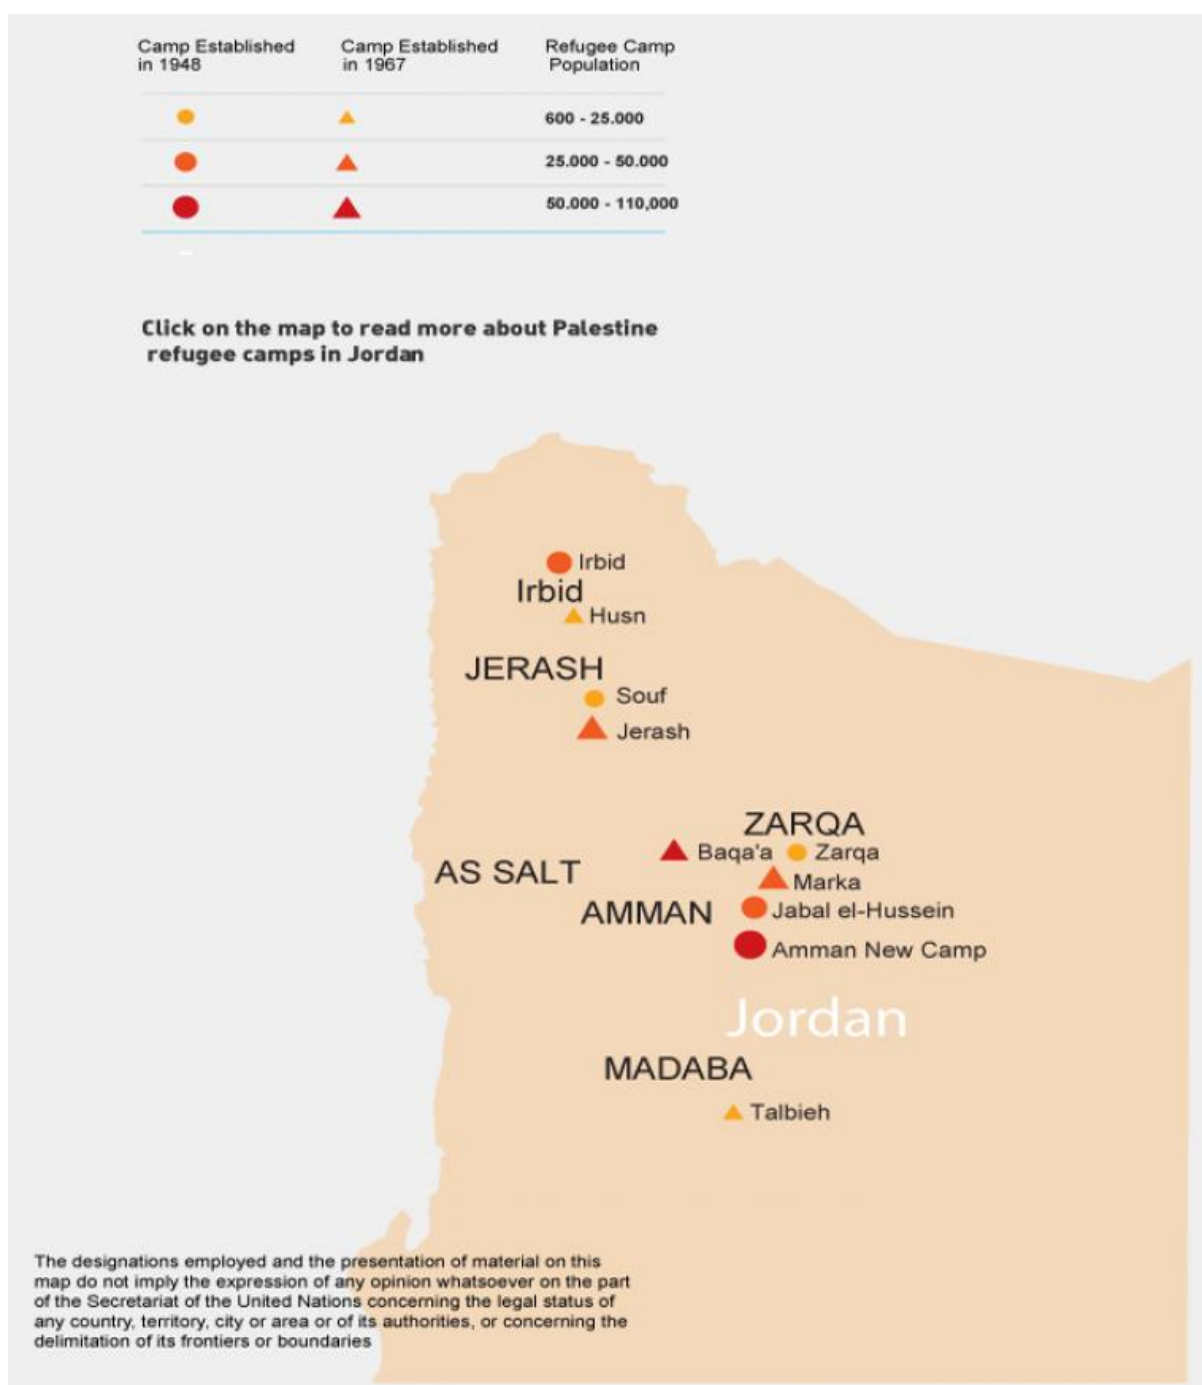 Camp Established
in 1948
Camp Established
in 1967
Refugee Camp
Population
600 - 25.000
25.000 - 50.000
50.000 - 110,000
Click on the map to read more about Palestine
refugee camps in Jordan
Irbid
Irbid
Husn
JERASH
Souf
Jerash
ZARQA
Baqa'a
Zarqa
AS SALT
Marka
AMMAN
Jabal el-Hussein
Amman New Camp
Jordan
MADABA
Talbieh
The designations employed and the presentation of material on this
map do not imply the expression of any opinion whatsoever on the part
of the Secretariat of the United Nations concerning the legal status of
any country, territory, city or area or of its authorities, or concerning the
delimitation of its frontiers or boundaries